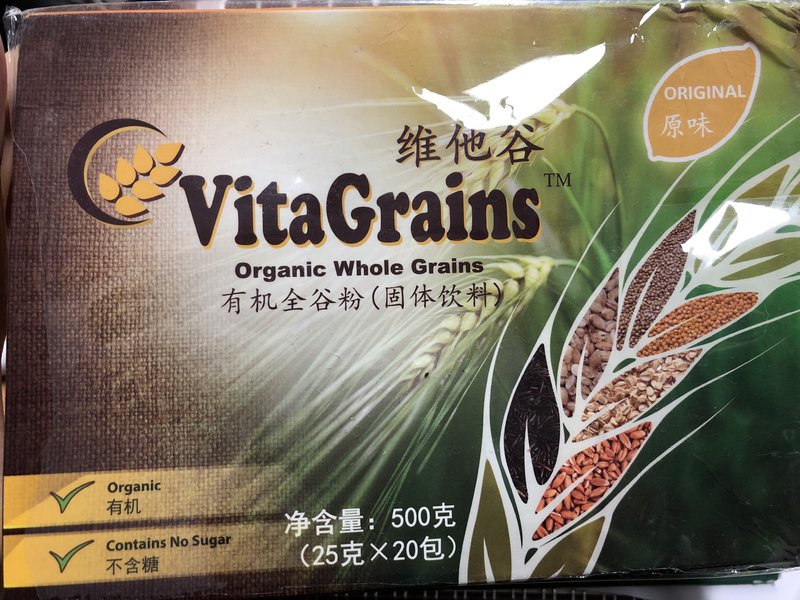 ORIGINAL
原味
维他谷
VitaGrains™
Organic Whole Grains
有机全谷粉(固体饮料)
Organic
有机
Contains No Sugar
不含糖
净含量：500克
(25克×20包)